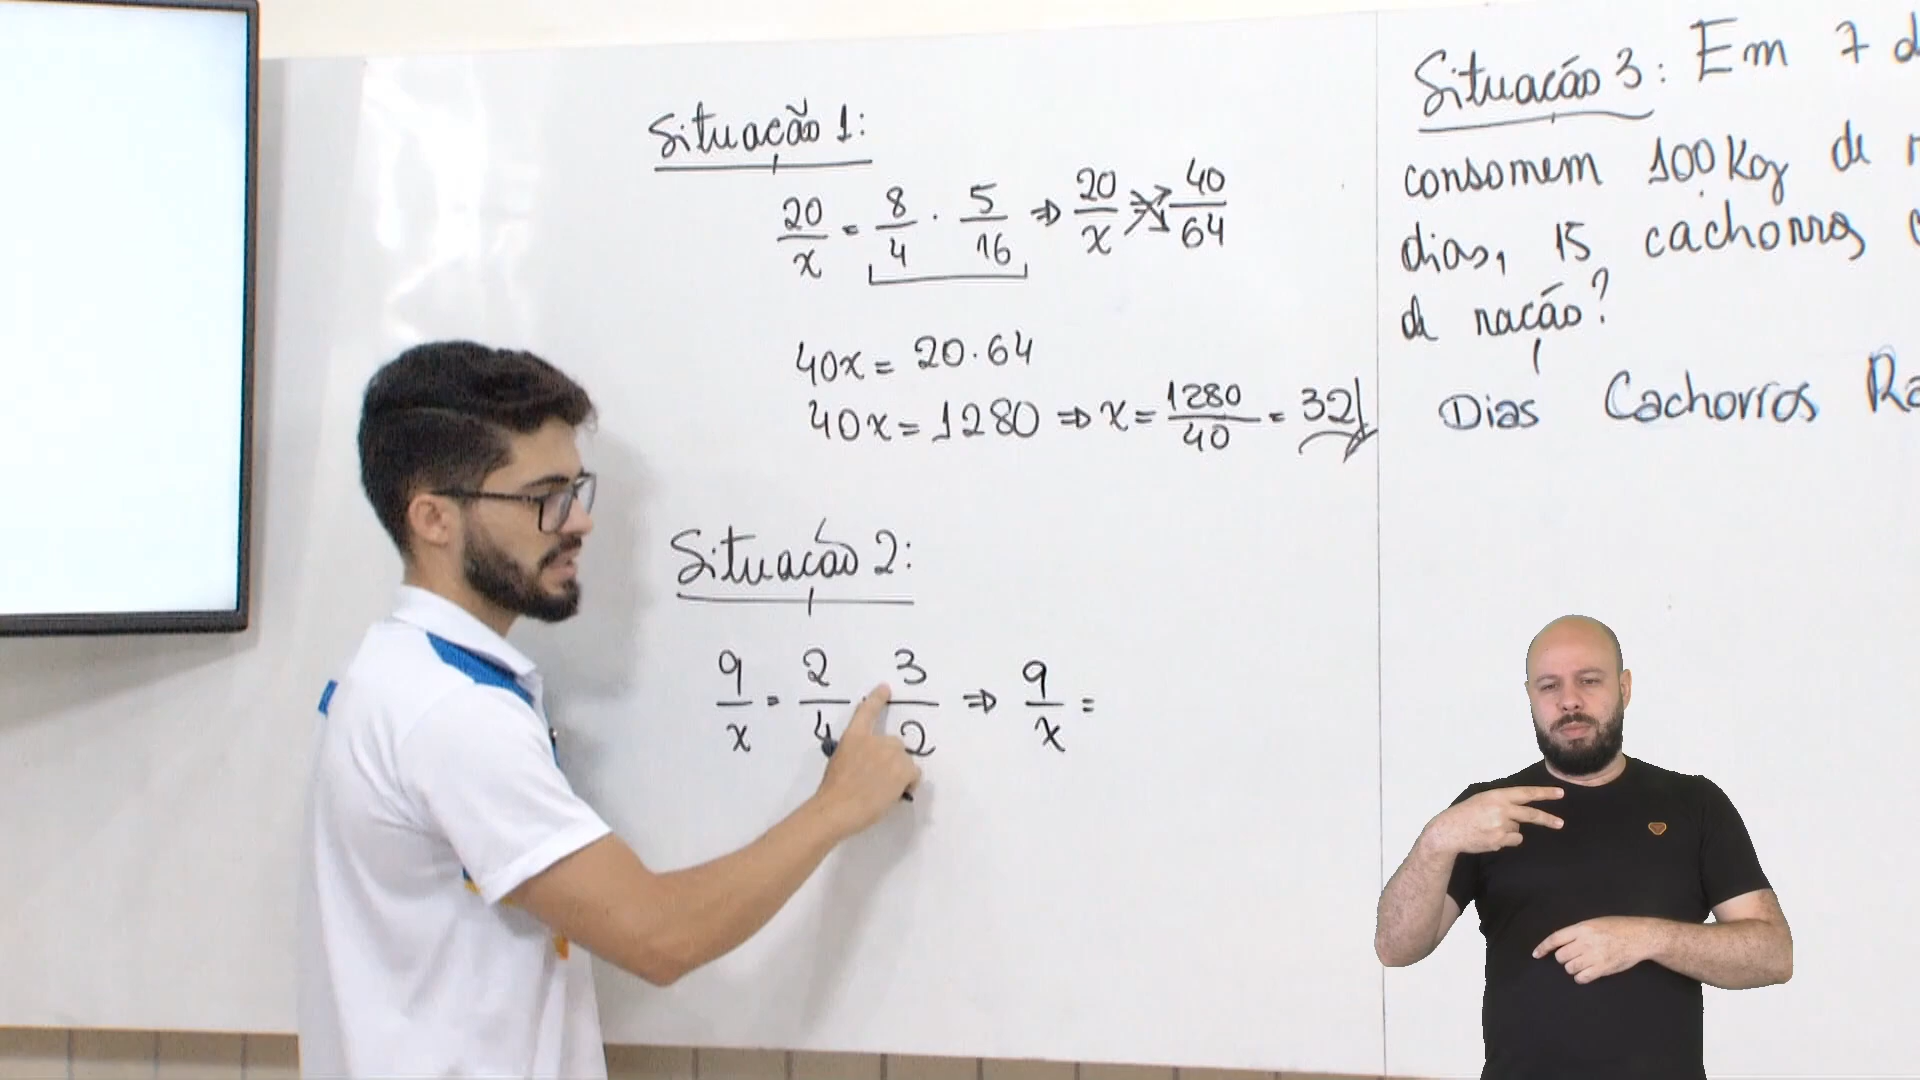 Situação 1:
20/x = 8/4 . 5/16 ⇒ 20/x = 40/64
40x = 20.64
40x = 1280 ⇒ x = 1280/40 = 32
Situação 2:
9/x = 2/4 . 3/2 ⇒ 9/x =
Situação 3: Em 7 d
consomem 100Kg de r
dias, 15 cachorros c
de ração?
Dias Cachorros Ra